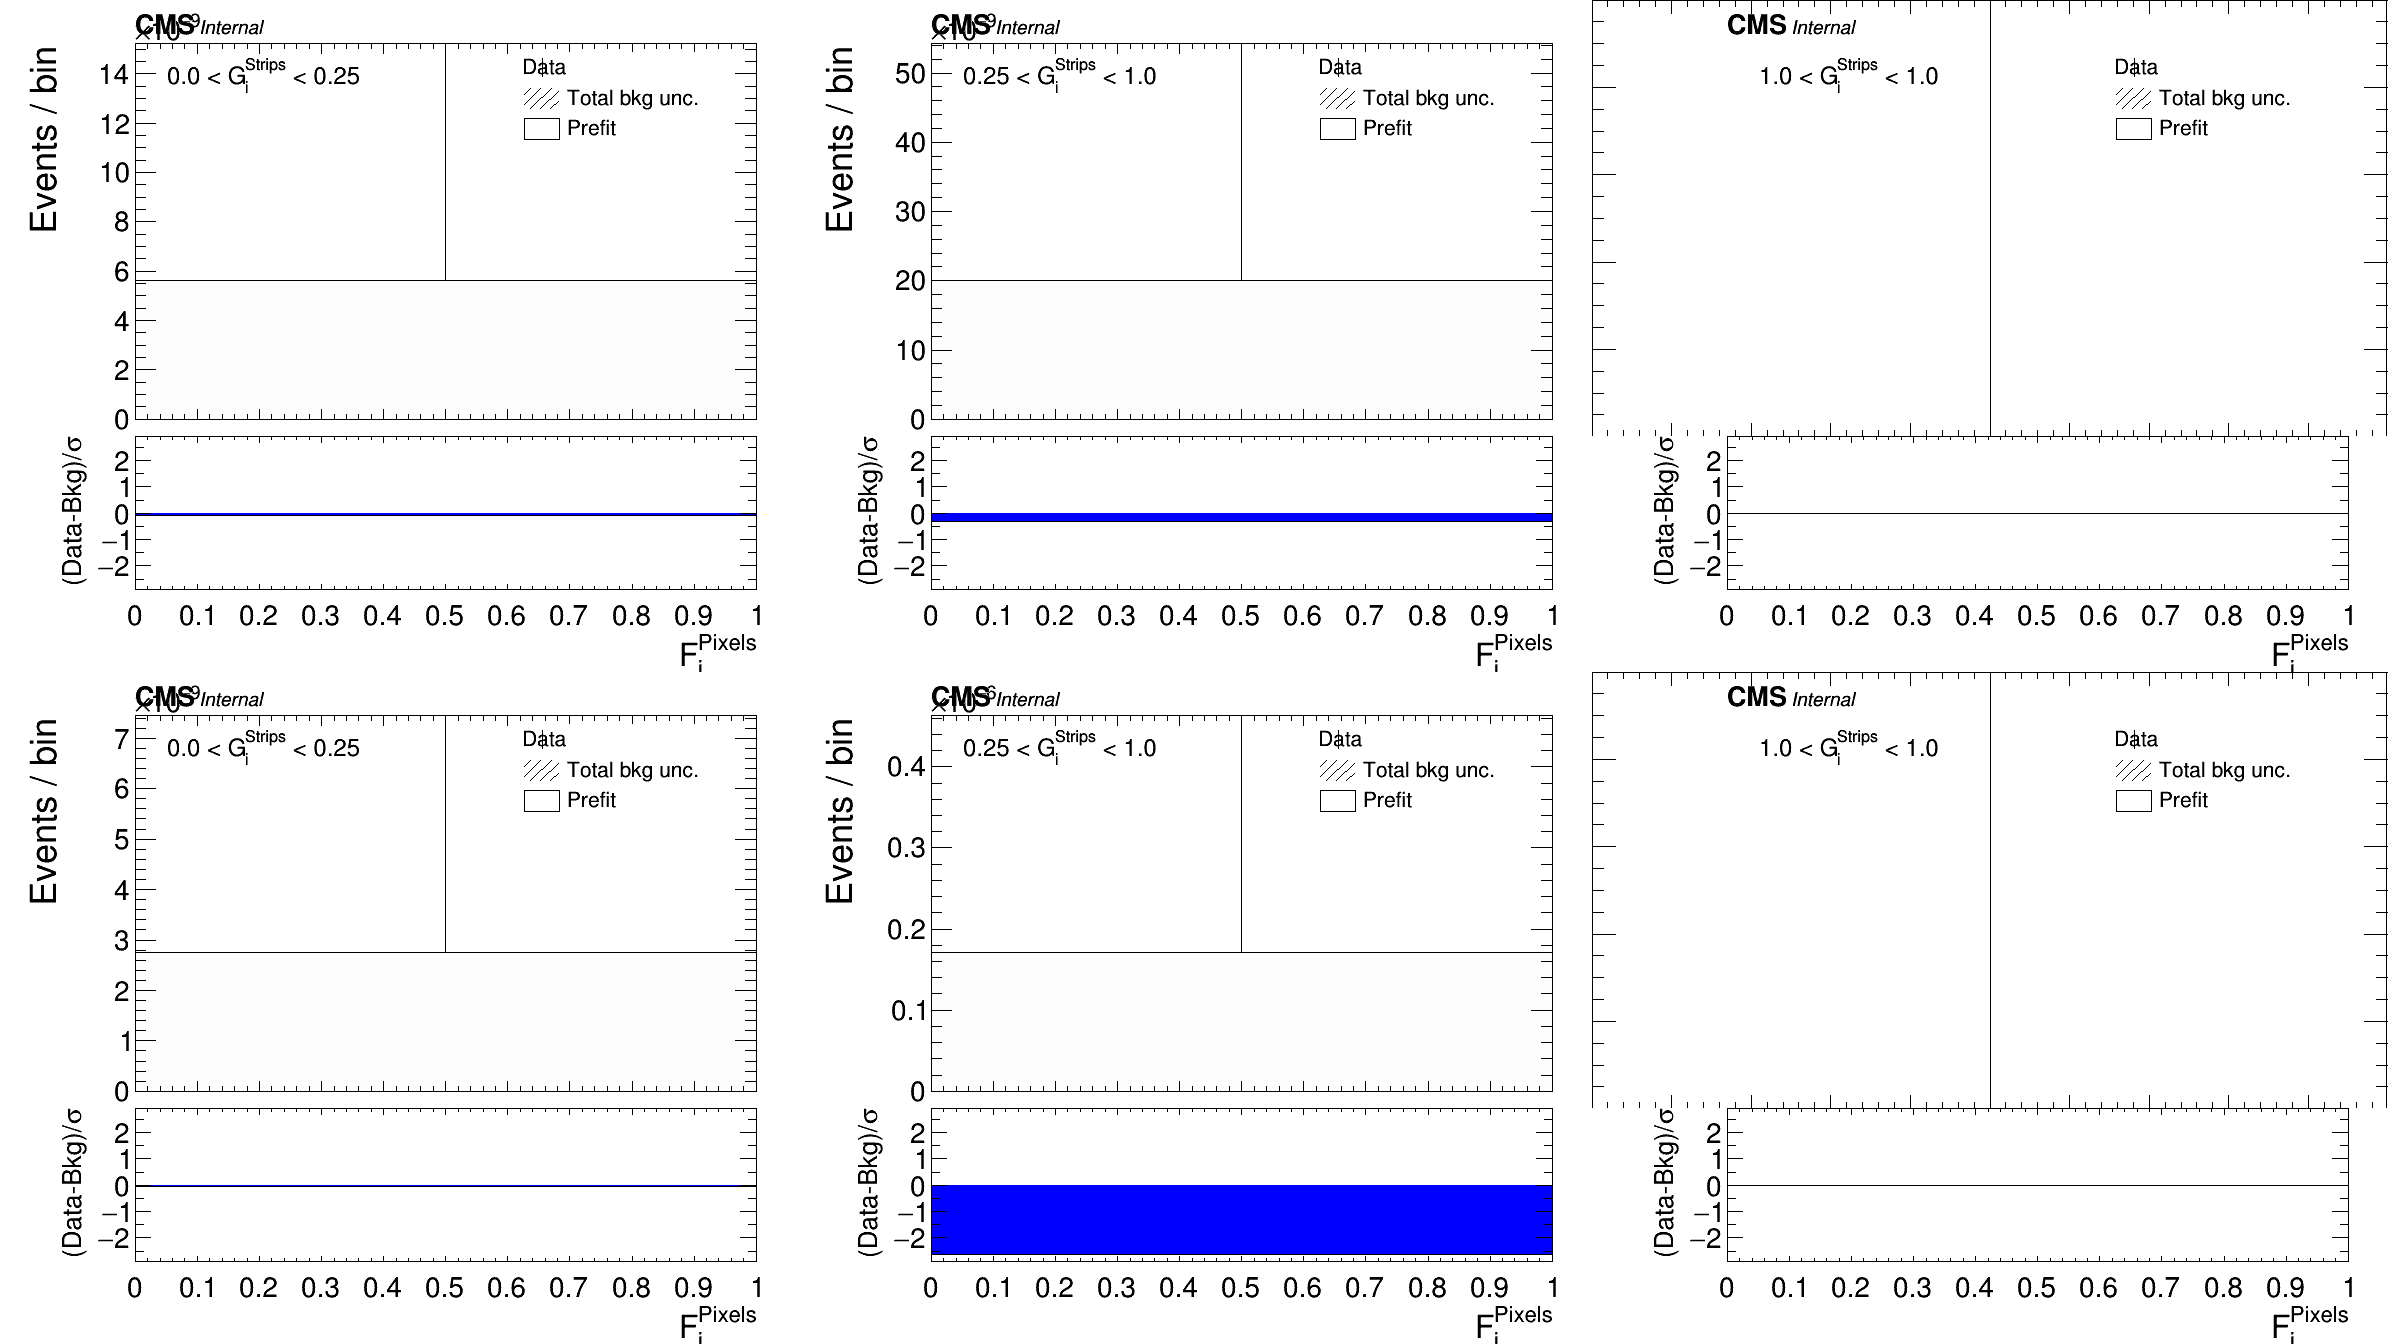 CMS Internal
×10⁻⁹
Events / bin
0.0 < G_i^Strips < 0.25
Data
Total bkg unc.
Prefit
14
12
10
8
6
4
2
0
(Data-Bkg)/σ
2
1
0
−1
−2
0 0.1 0.2 0.3 0.4 0.5 0.6 0.7 0.8 0.9 1
F_i^Pixels
CMS Internal
×10⁻⁹
Events / bin
0.25 < G_i^Strips < 1.0
Data
Total bkg unc.
Prefit
50
40
30
20
10
0
(Data-Bkg)/σ
2
1
0
−1
−2
0 0.1 0.2 0.3 0.4 0.5 0.6 0.7 0.8 0.9 1
F_i^Pixels
CMS Internal
1.0 < G_i^Strips < 1.0
Data
Total bkg unc.
Prefit
(Data-Bkg)/σ
2
1
0
−1
−2
0 0.1 0.2 0.3 0.4 0.5 0.6 0.7 0.8 0.9 1
F_i^Pixels
CMS Internal
×10⁻⁹
Events / bin
0.0 < G_i^Strips < 0.25
Data
Total bkg unc.
Prefit
7
6
5
4
3
2
1
0
(Data-Bkg)/σ
2
1
0
−1
−2
0 0.1 0.2 0.3 0.4 0.5 0.6 0.7 0.8 0.9 1
F_i^Pixels
CMS Internal
×10⁻⁶
Events / bin
0.25 < G_i^Strips < 1.0
Data
Total bkg unc.
Prefit
0.4
0.3
0.2
0.1
0
(Data-Bkg)/σ
2
1
0
−1
−2
0 0.1 0.2 0.3 0.4 0.5 0.6 0.7 0.8 0.9 1
F_i^Pixels
CMS Internal
1.0 < G_i^Strips < 1.0
Data
Total bkg unc.
Prefit
(Data-Bkg)/σ
2
1
0
−1
−2
0 0.1 0.2 0.3 0.4 0.5 0.6 0.7 0.8 0.9 1
F_i^Pixels